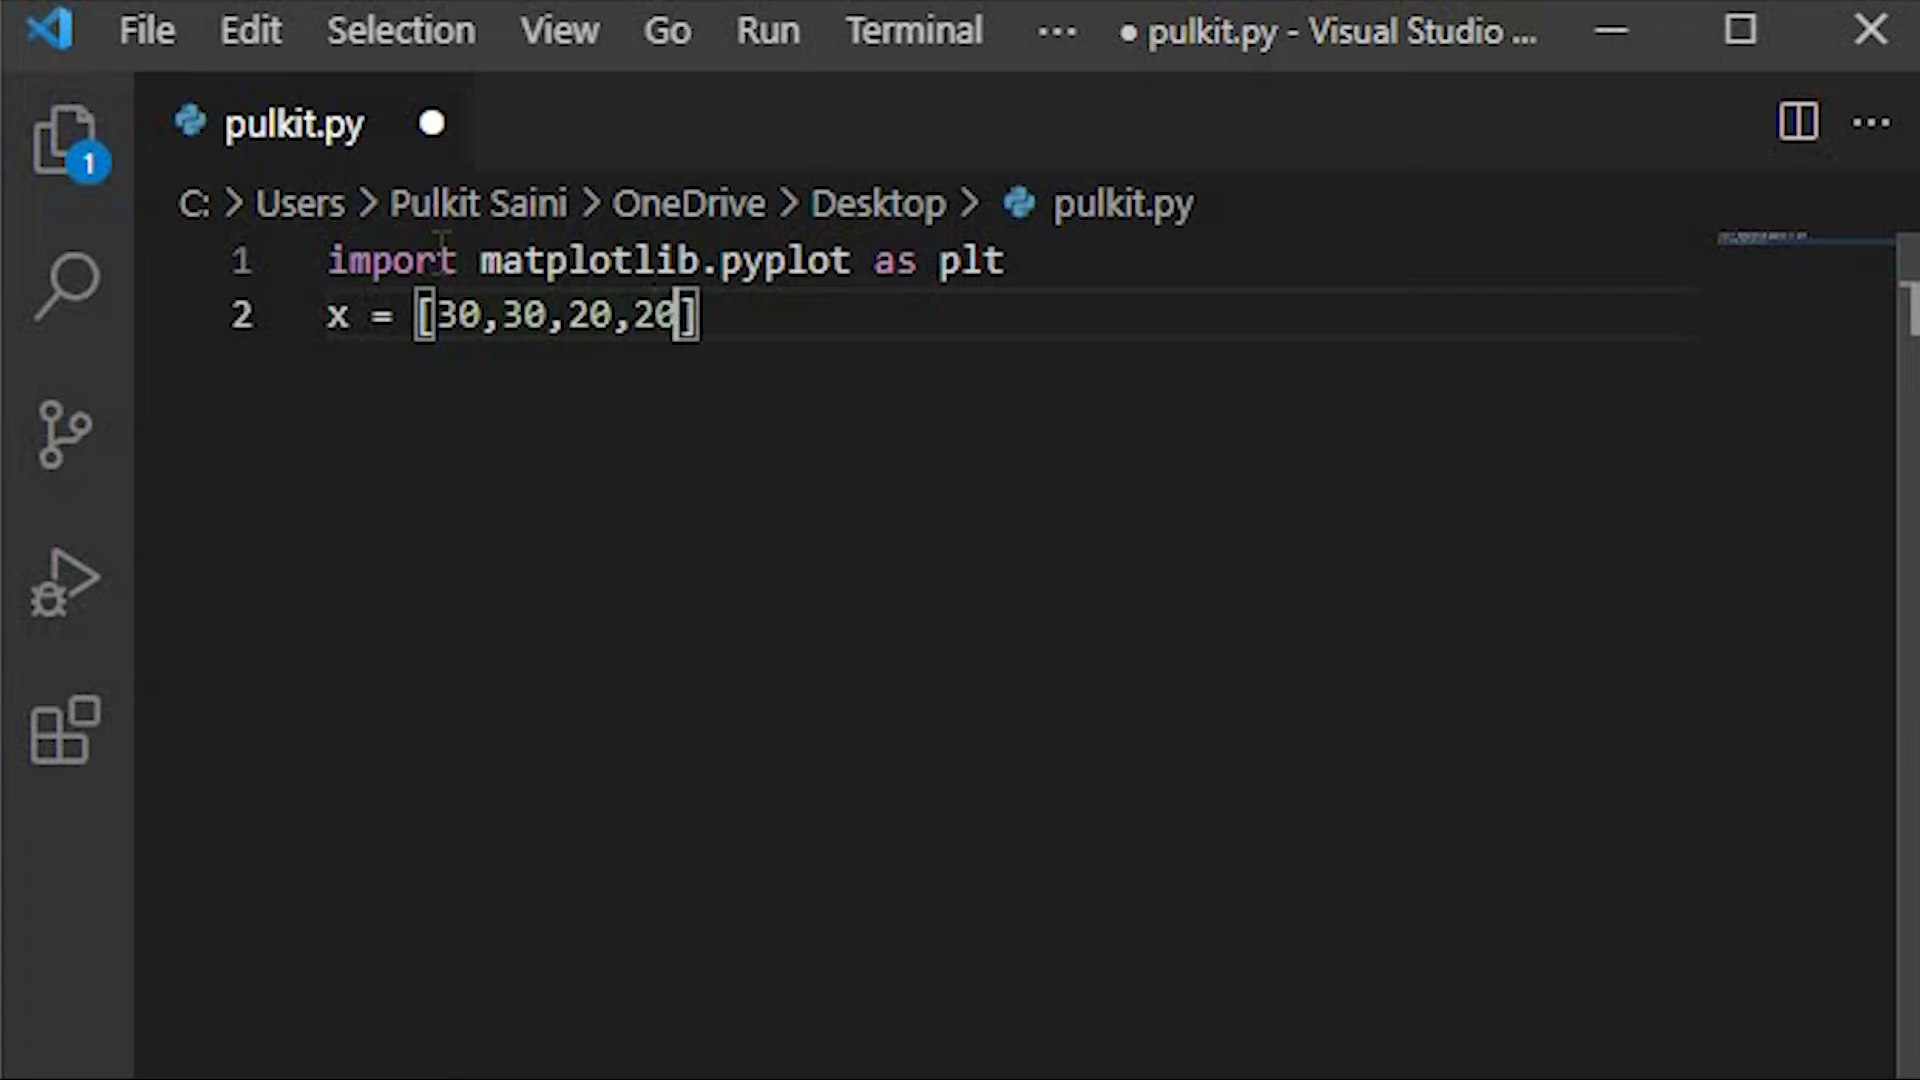 File Edit Selection View Go Run Terminal ··· ● pulkit.py - Visual Studio ...
pulkit.py ●
1
C: > Users > Pulkit Saini > OneDrive > Desktop > pulkit.py
1 import matplotlib.pyplot as plt
2 x = [30,30,20,20]